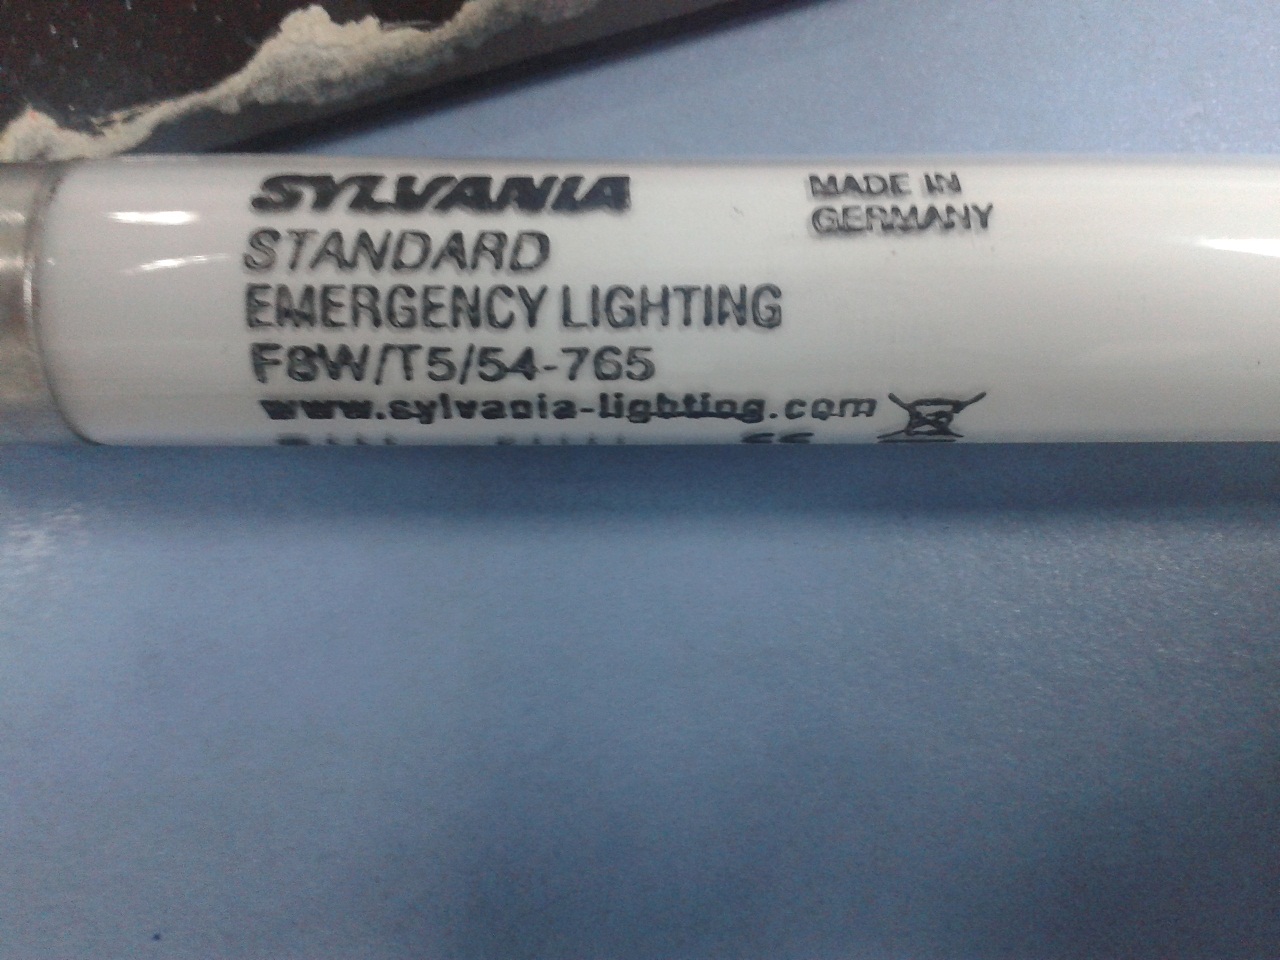 SYLVANIA
STANDARD
EMERGENCY LIGHTING
F8W/T5/54-765
www.sylvania-lighting.com
MADE IN
GERMANY